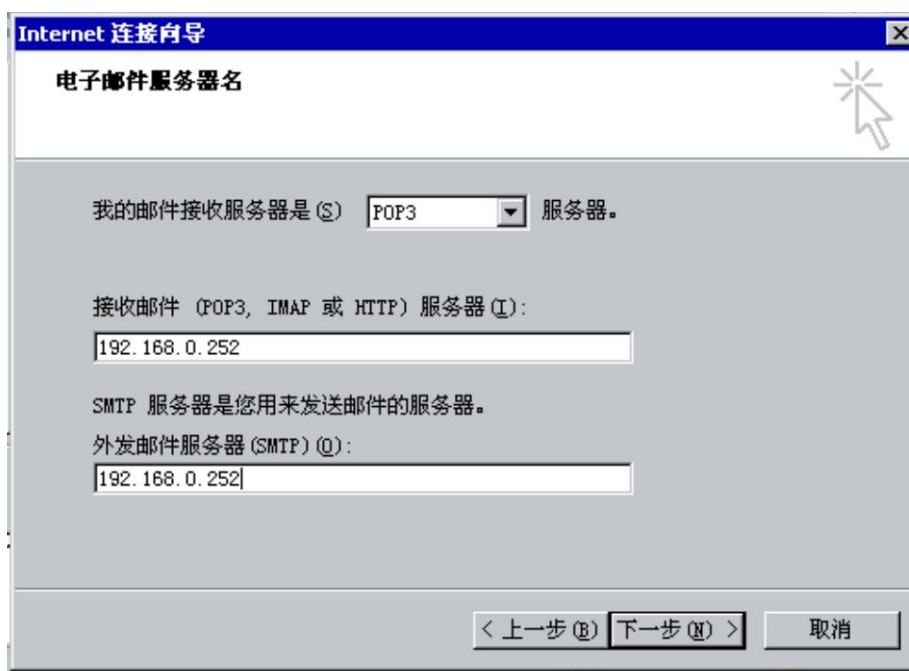 Internet 连接向导
电子邮件服务器名
我的邮件接收服务器是(S) POP3 服务器。
接收邮件 (POP3, IMAP 或 HTTP) 服务器(I):
192.168.0.252
SMTP 服务器是您用来发送邮件的服务器。
外发邮件服务器(SMTP)(O):
192.168.0.252
< 上一步(B) 下一步(N) > 取消